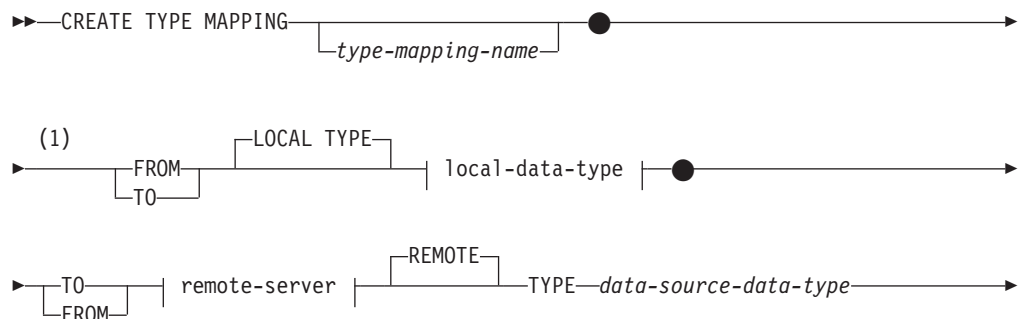 CREATE TYPE MAPPING
type-mapping-name
(1)
LOCAL TYPE
FROM local-data-type
TO
REMOTE
TO remote-server TYPE data-source-data-type
FROM